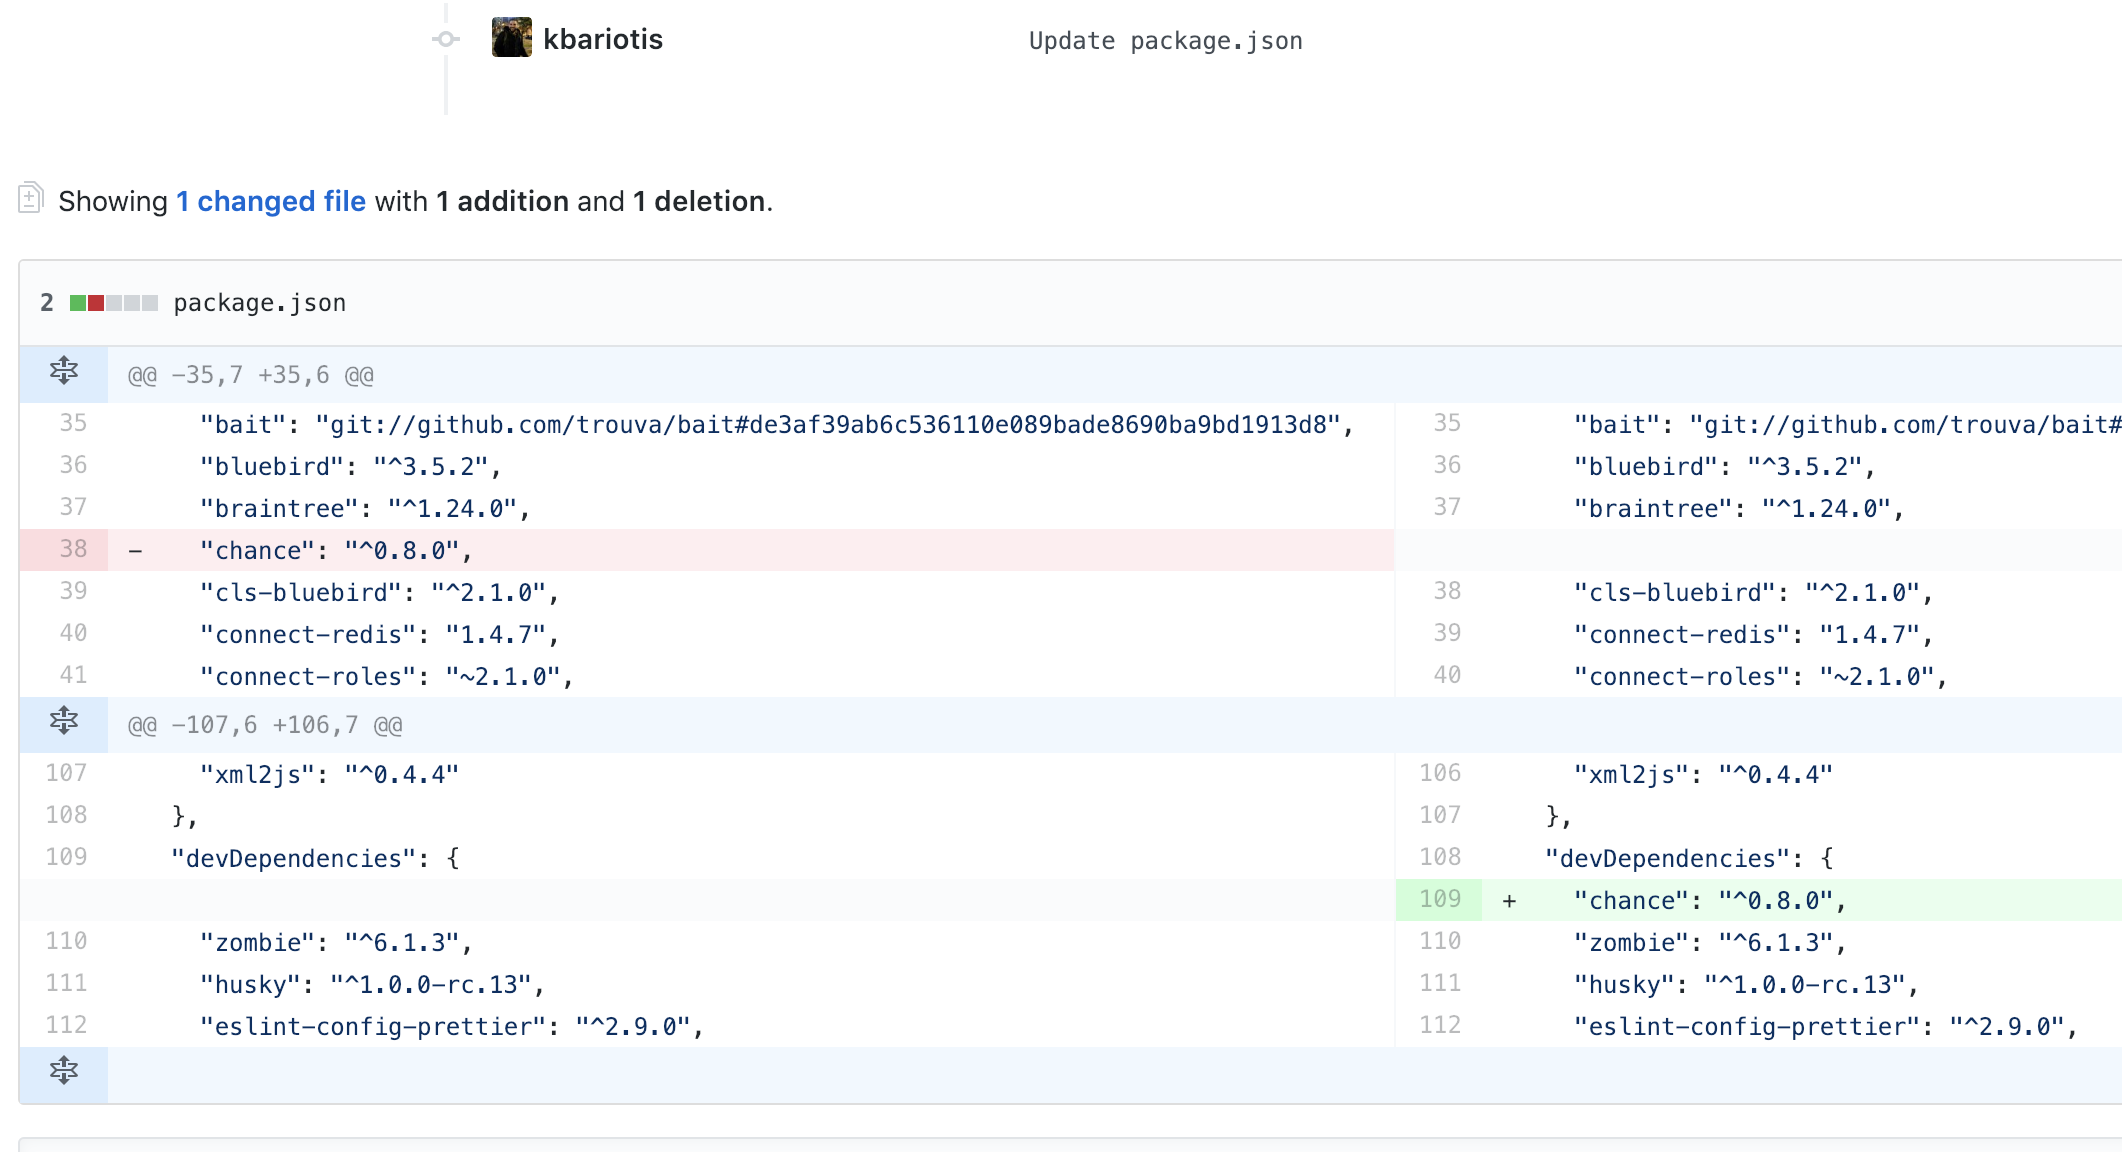 kbariotis Update package.json
Showing 1 changed file with 1 addition and 1 deletion.
2 package.json
@@ -35,7 +35,6 @@
35 "bait": "git://github.com/trouva/bait#de3af39ab6c536110e089bade8690ba9bd1913d8", 35 "bait": "git://github.com/trouva/bait#
36 "bluebird": "^3.5.2", 36 "bluebird": "^3.5.2",
37 "braintree": "^1.24.0", 37 "braintree": "^1.24.0",
38 - "chance": "^0.8.0",
39 "cls-bluebird": "^2.1.0", 38 "cls-bluebird": "^2.1.0",
40 "connect-redis": "1.4.7", 39 "connect-redis": "1.4.7",
41 "connect-roles": "~2.1.0", 40 "connect-roles": "~2.1.0",
@@ -107,6 +106,7 @@
107 "xml2js": "^0.4.4" 106 "xml2js": "^0.4.4"
108 }, 107 },
109 "devDependencies": { 108 "devDependencies": {
109 + "chance": "^0.8.0",
110 "zombie": "^6.1.3", 110 "zombie": "^6.1.3",
111 "husky": "^1.0.0-rc.13", 111 "husky": "^1.0.0-rc.13",
112 "eslint-config-prettier": "^2.9.0", 112 "eslint-config-prettier": "^2.9.0",